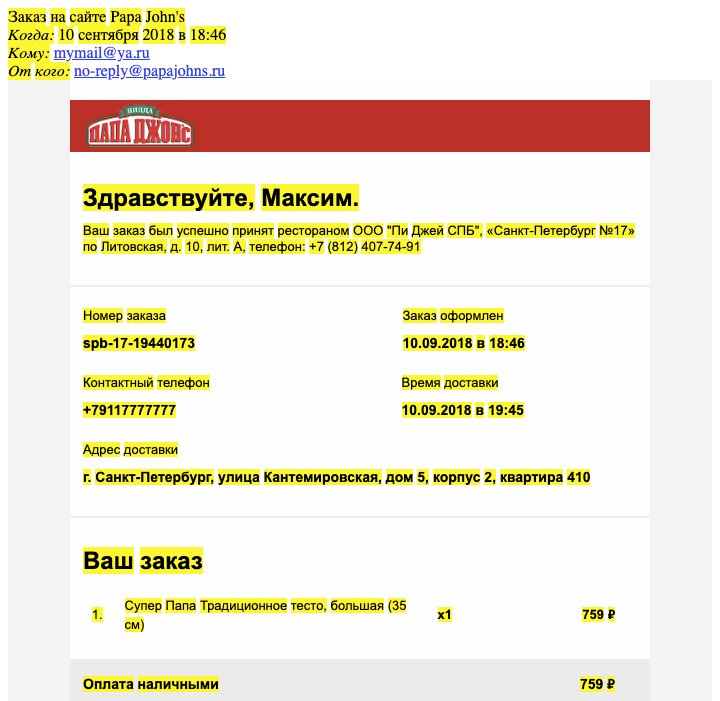 Заказ на сайте Papa John's
Когда: 10 сентября 2018 в 18:46
Кому: mymail@ya.ru
От кого: no-reply@papajohns.ru
ПИЦЦА
ПАПА ДЖОНС
Здравствуйте, Максим.
Ваш заказ был успешно принят рестораном ООО "Пи Джей СПБ", «Санкт-Петербург №17»
по Литовская, д. 10, лит. А, телефон: +7 (812) 407-74-91
Номер заказа
Заказ оформлен
spb-17-19440173
10.09.2018 в 18:46
Контактный телефон
Время доставки
+79117777777
10.09.2018 в 19:45
Адрес доставки
г. Санкт-Петербург, улица Кантемировская, дом 5, корпус 2, квартира 410
Ваш заказ
1. Супер Папа Традиционное тесто, большая (35
см)
x1
759 ₽
Оплата наличными
759 ₽